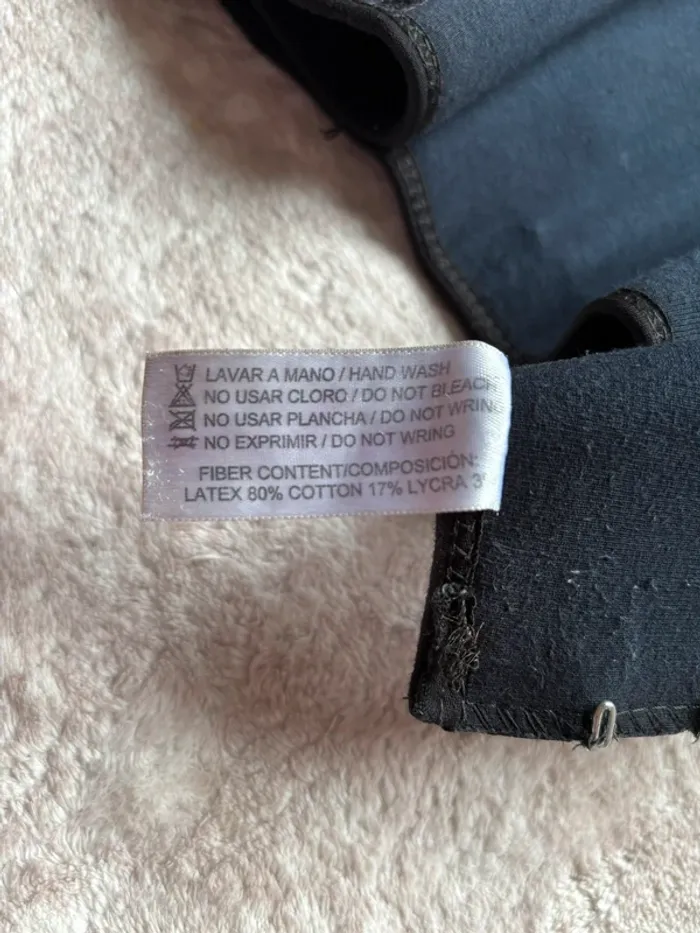 LAVAR A MANO / HAND WASH
NO USAR CLORO / DO NOT BLEACH
NO USAR PLANCHA / DO NOT WRING
NO EXPRIMIR / DO NOT WRING
FIBER CONTENT/COMPOSICIÓN:
LATEX 80% COTTON 17% LYCRA 3